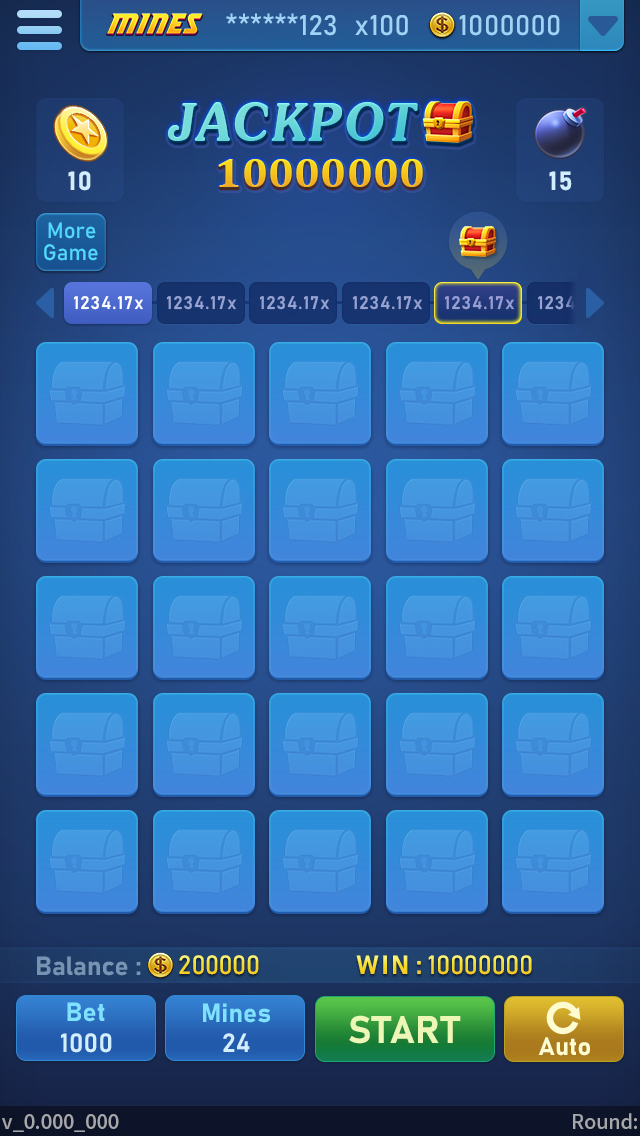 MINES ******123 x100 1000000
JACKPOT
10000000
10
15
More
Game
1234.17x 1234.17x 1234.17x 1234.17x 1234.17x 1234
Balance : 200000 WIN : 10000000
Bet
1000
Mines
24
START
Auto
v_0.000_000 Round: